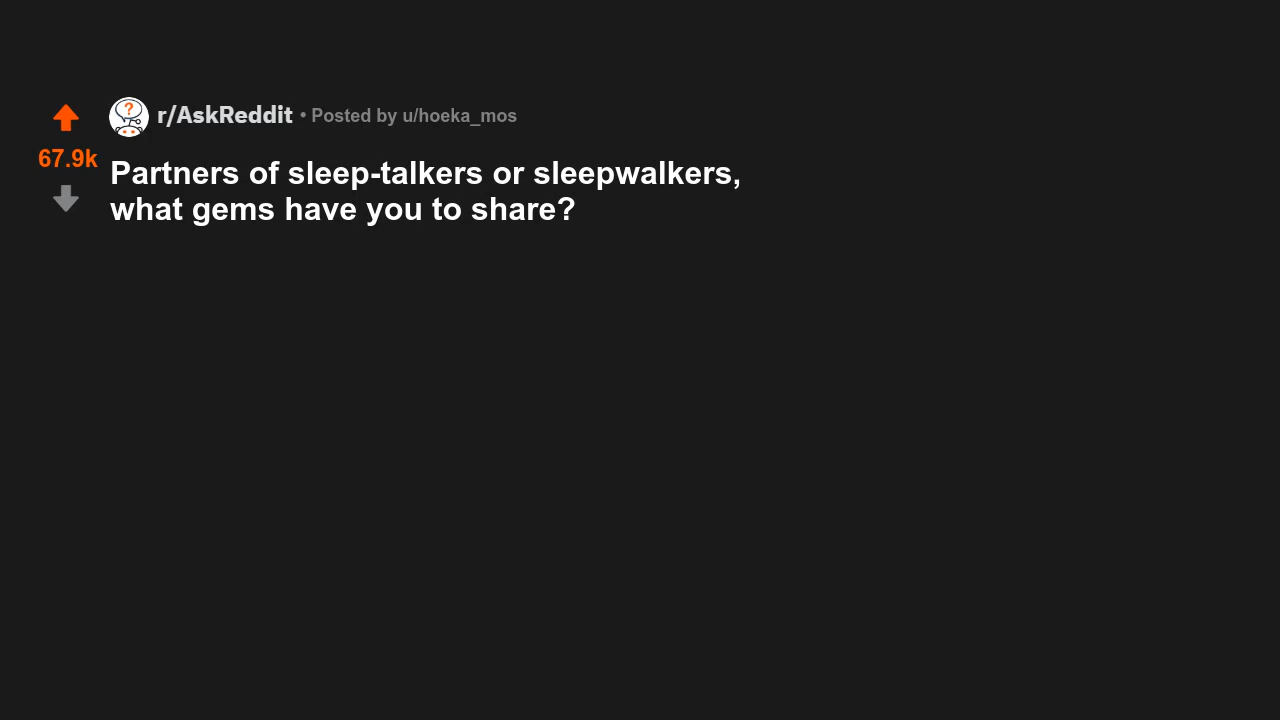 r/AskReddit • Posted by u/hoeka_mos
67.9k
Partners of sleep-talkers or sleepwalkers,
what gems have you to share?